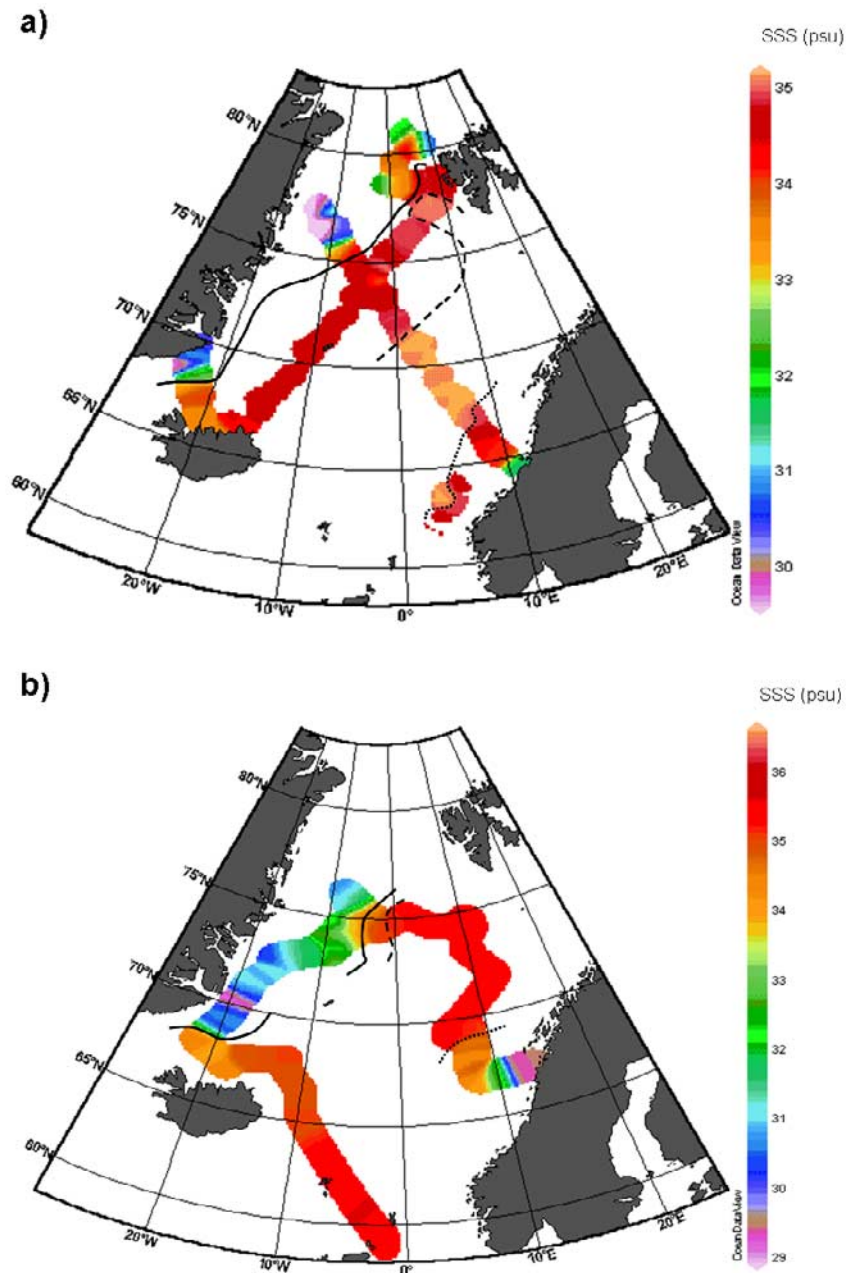 a)
SSS (psu)
80°N
75°N
70°N
65°N
60°N
20°W
10°W
0°
10°E
20°E
35
34
33
32
31
30
Ocean Data View
b)
SSS (psu)
80°N
75°N
70°N
65°N
60°N
20°W
10°W
0°
10°E
20°E
36
35
34
33
32
31
30
29
Ocean Data View